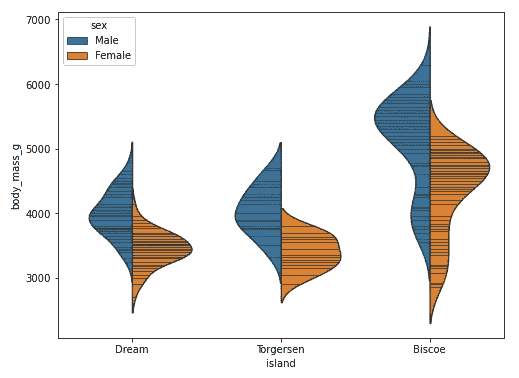 7000
6000
5000
4000
3000
body_mass_g
sex
Male
Female
Dream Torgersen Biscoe
island